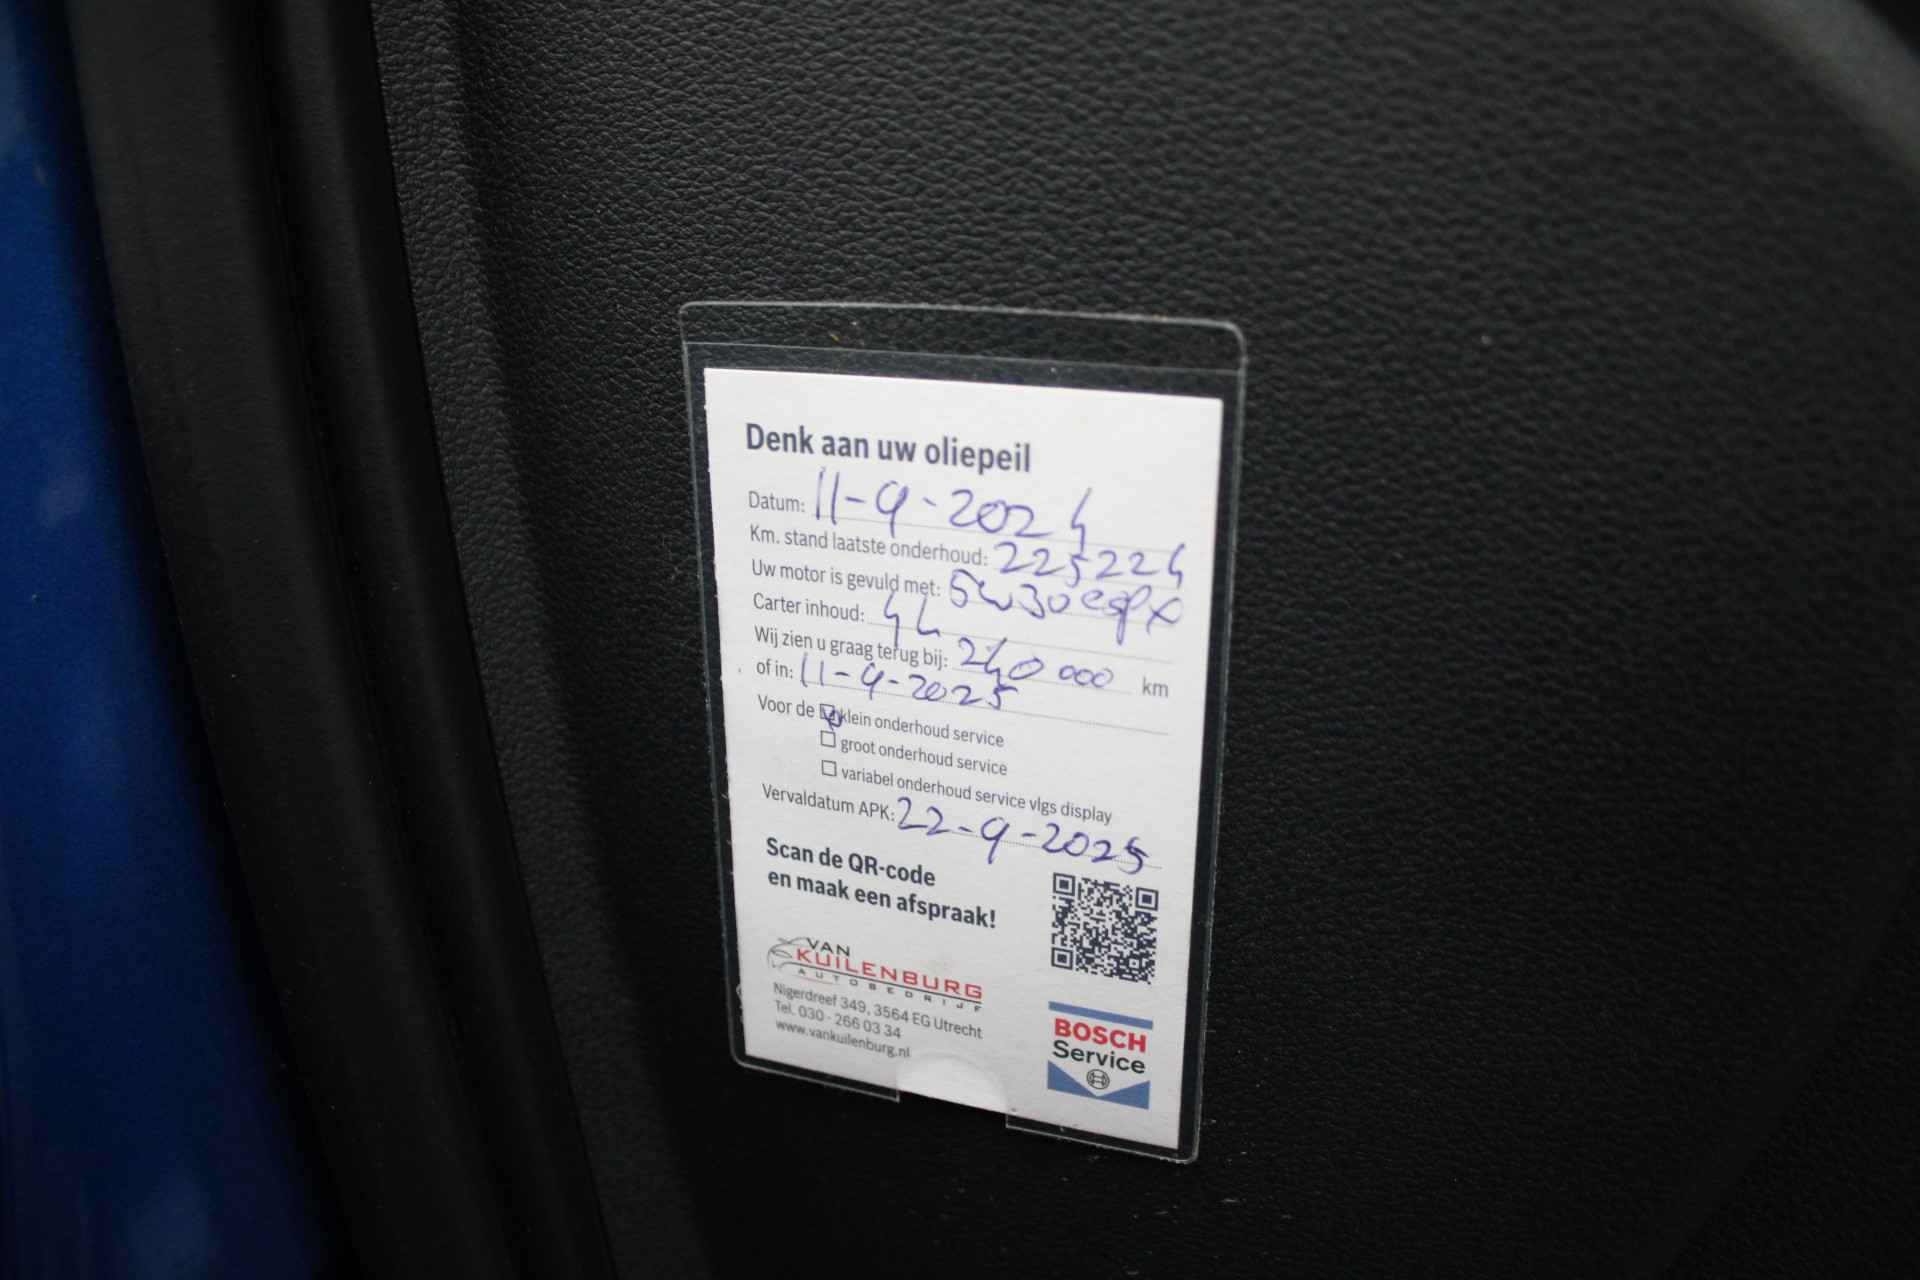 Denk aan uw oliepeil
Datum: 11-9-2024
Km. stand laatste onderhoud: 225224
Uw motor is gevuld met: 5w30
Carter inhoud: 4L
Wij zien u graag terug bij: 240 000 km
of in: 11-9-2025
Voor de klein onderhoud service
groot onderhoud service
variabel onderhoud service vlgs display
Vervaldatum APK: 22-9-2025
Scan de QR-code
en maak een afspraak!
VAN
KUILENBURG
AUTOBEDRIJF
Nigerdreef 349, 3564 EG Utrecht
Tel. 030 - 266 03 34
www.vankuilenburg.nl
BOSCH
Service